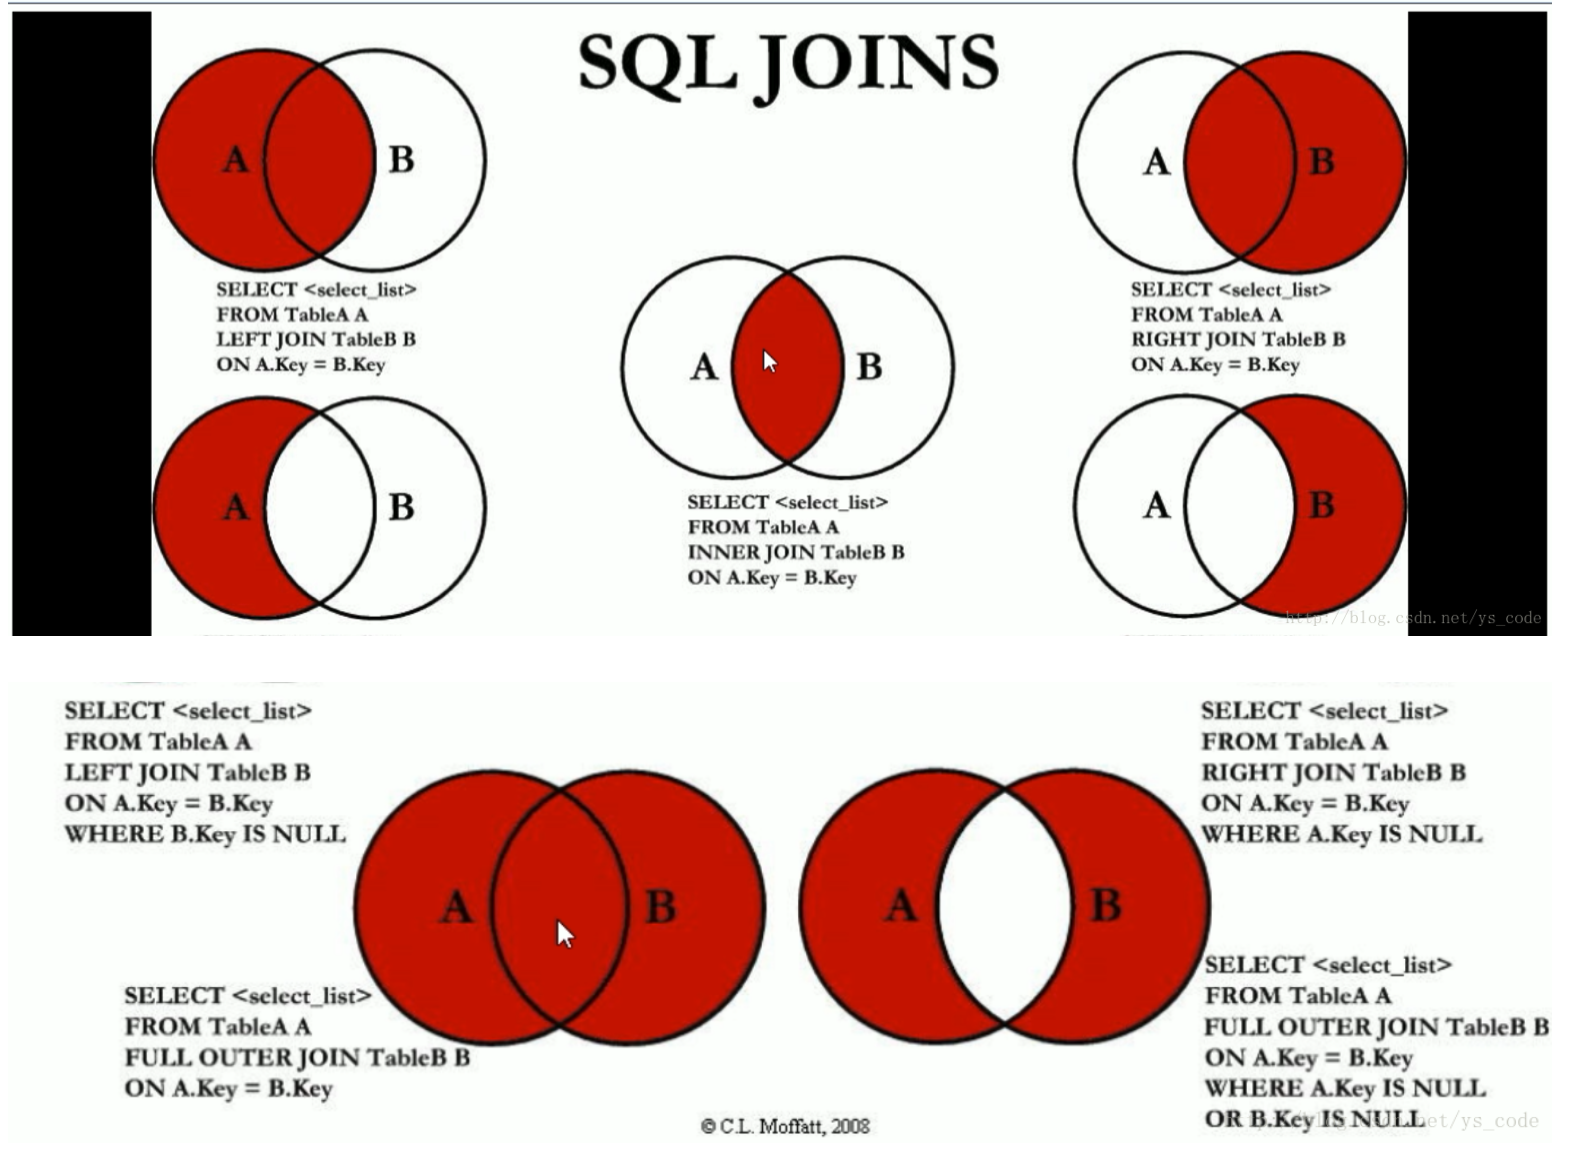 SQL JOINS
A B
SELECT <select_list>
FROM TableA A
LEFT JOIN TableB B
ON A.Key = B.Key
A B
SELECT <select_list>
FROM TableA A
RIGHT JOIN TableB B
ON A.Key = B.Key
A B
SELECT <select_list>
FROM TableA A
INNER JOIN TableB B
ON A.Key = B.Key
A B
A B
http://blog.csdn.net/ys_code
SELECT <select_list>
FROM TableA A
LEFT JOIN TableB B
ON A.Key = B.Key
WHERE B.Key IS NULL
SELECT <select_list>
FROM TableA A
RIGHT JOIN TableB B
ON A.Key = B.Key
WHERE A.Key IS NULL
A B
A B
SELECT <select_list>
FROM TableA A
FULL OUTER JOIN TableB B
ON A.Key = B.Key
SELECT <select_list>
FROM TableA A
FULL OUTER JOIN TableB B
ON A.Key = B.Key
WHERE A.Key IS NULL
OR B.Key IS NULL
© C.L. Moffatt, 2008